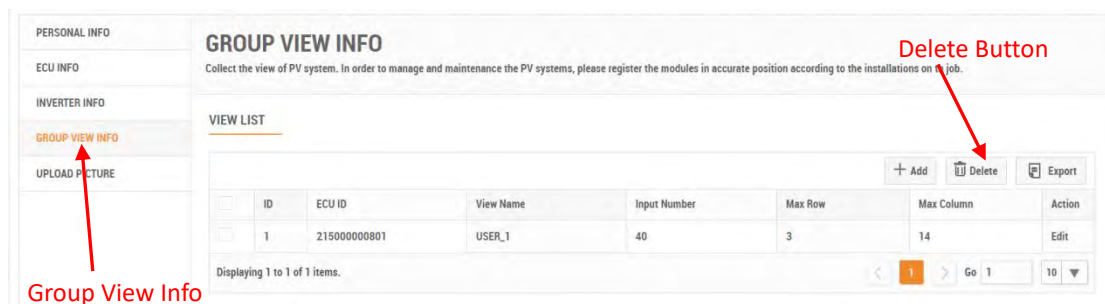 PERSONAL INFO
ECU INFO
INVERTER INFO
GROUP VIEW INFO
UPLOAD PICTURE
Group View Info
GROUP VIEW INFO
Delete Button
Collect the view of PV system. In order to manage and maintenance the PV systems, please register the modules in accurate position according to the installations on job.
VIEW LIST
+ Add Delete Export
ID ECU ID View Name Input Number Max Row Max Column Action
1 215000000801 USER_1 40 3 14 Edit
Displaying 1 to 1 of 1 items. < 1 > Go 1 10 ▼